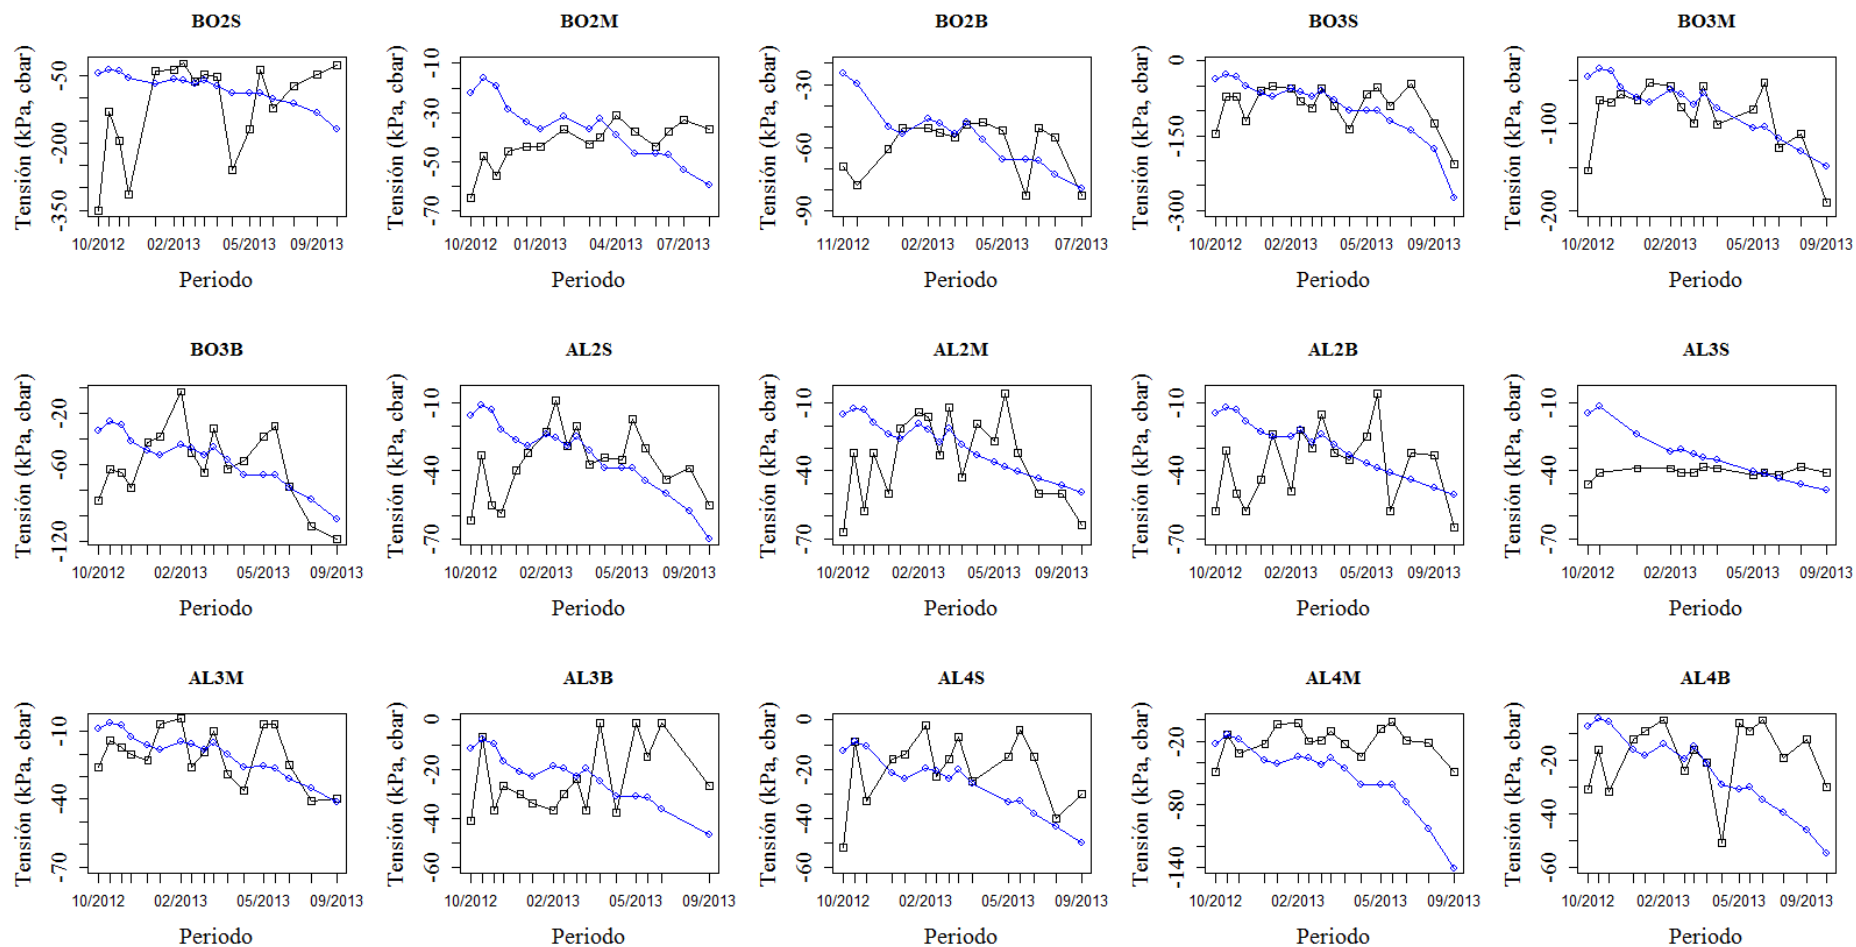 BO2S BO2M BO2B BO3S BO3M
Tensión (kPa, cbar) -50 -200 -350
Tensión (kPa, cbar) -10 -30 -50 -70
Tensión (kPa, cbar) -30 -60 -90
Tensión (kPa, cbar) 0 -150 -300
Tensión (kPa, cbar) -100 -200
10/2012 02/2013 05/2013 09/2013
10/2012 01/2013 04/2013 07/2013
11/2012 02/2013 05/2013 07/2013
10/2012 02/2013 05/2013 09/2013
10/2012 02/2013 05/2013 09/2013
Periodo Periodo Periodo Periodo Periodo
BO3B AL2S AL2M AL2B AL3S
Tensión (kPa, cbar) -20 -60 -120
Tensión (kPa, cbar) -10 -40 -70
Tensión (kPa, cbar) -10 -40 -70
Tensión (kPa, cbar) -10 -40 -70
Tensión (kPa, cbar) -10 -40 -70
10/2012 02/2013 05/2013 09/2013
10/2012 02/2013 05/2013 09/2013
10/2012 02/2013 05/2013 09/2013
10/2012 02/2013 05/2013 09/2013
10/2012 02/2013 05/2013 09/2013
Periodo Periodo Periodo Periodo Periodo
AL3M AL3B AL4S AL4M AL4B
Tensión (kPa, cbar) -10 -40 -70
Tensión (kPa, cbar) 0 -20 -40 -60
Tensión (kPa, cbar) 0 -20 -40 -60
Tensión (kPa, cbar) -20 -80 -140
Tensión (kPa, cbar) -20 -40 -60
10/2012 02/2013 05/2013 09/2013
10/2012 02/2013 05/2013 09/2013
10/2012 02/2013 05/2013 09/2013
10/2012 02/2013 05/2013 09/2013
10/2012 02/2013 05/2013 09/2013
Periodo Periodo Periodo Periodo Periodo